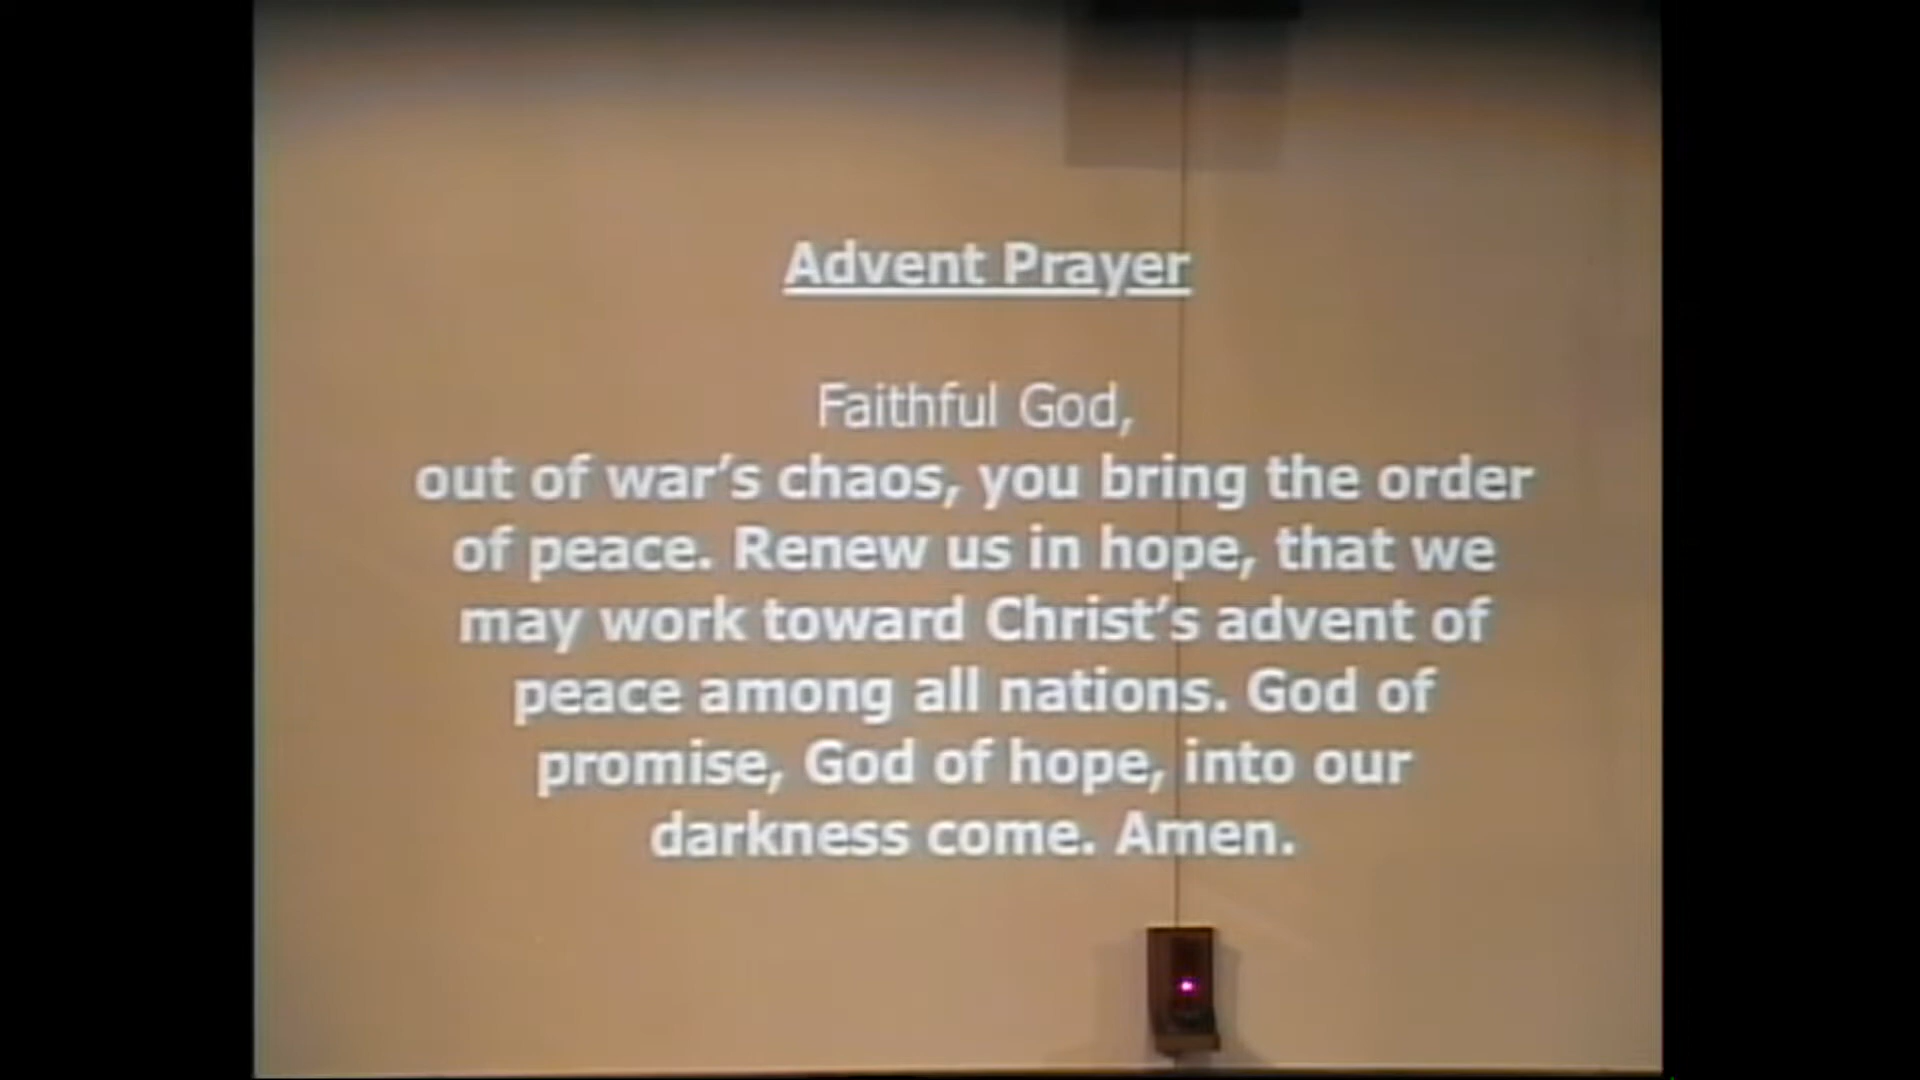 Advent Prayer
Faithful God,
out of war’s chaos, you bring the order
of peace. Renew us in hope, that we
may work toward Christ’s advent of
peace among all nations. God of
promise, God of hope, into our
darkness come. Amen.